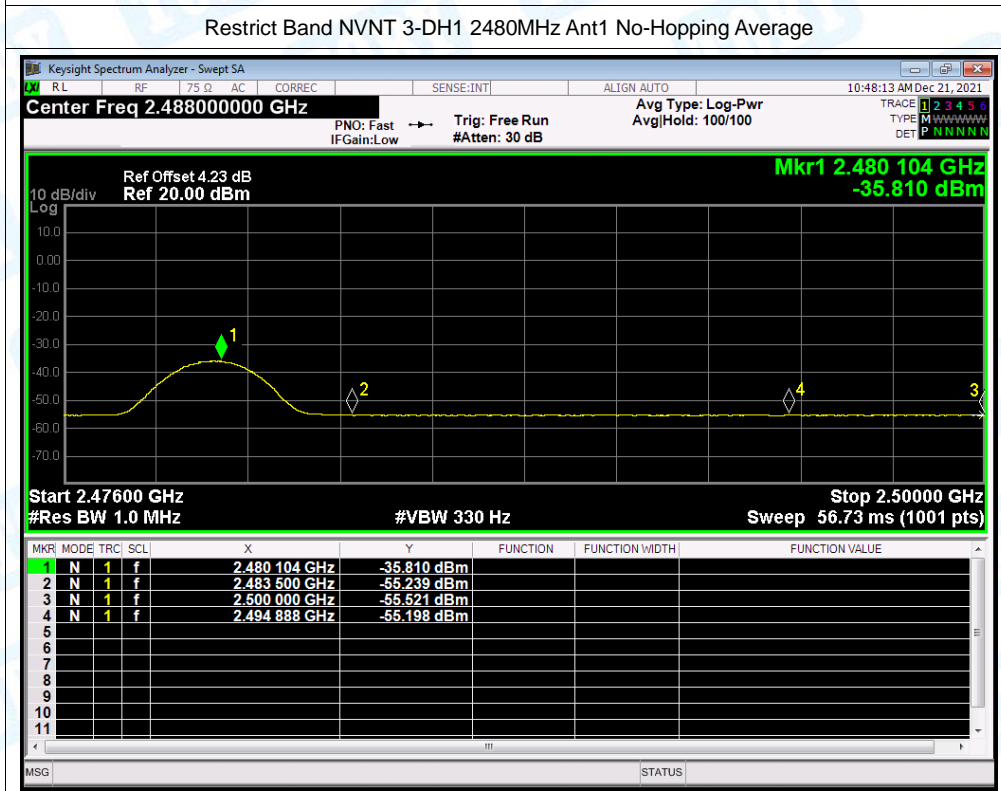 Restrict Band NVNT 3-DH1 2480MHz Ant1 No-Hopping Average
Keysight Spectrum Analyzer - Swept SA
LXI RL RF 75 Ω AC CORREC SENSE:INT ALIGN AUTO 10:48:13 AM Dec 21, 2021
Center Freq 2.488000000 GHz Avg Type: Log-Pwr TRACE 1 2 3 4 5 6
PNO: Fast Trig: Free Run Avg|Hold: 100/100 TYPE M WWWWW
IFGain:Low #Atten: 30 dB DET P N N N N N
Mkr1 2.480 104 GHz
Ref Offset 4.23 dB
10 dB/div Ref 20.00 dBm -35.810 dBm
Log
10.0
0.00
-10.0
-20.0
1
-30.0
-40.0
2 4 3
-50.0
-60.0
-70.0
Start 2.47600 GHz Stop 2.50000 GHz
#Res BW 1.0 MHz #VBW 330 Hz Sweep 56.73 ms (1001 pts)
MKR MODE TRC SCL X Y FUNCTION FUNCTION WIDTH FUNCTION VALUE
1 N 1 f 2.480 104 GHz -35.810 dBm
2 N 1 f 2.483 500 GHz -55.239 dBm
3 N 1 f 2.500 000 GHz -55.521 dBm
4 N 1 f 2.494 888 GHz -55.198 dBm
5
6
7
8
9
10
11
MSG STATUS